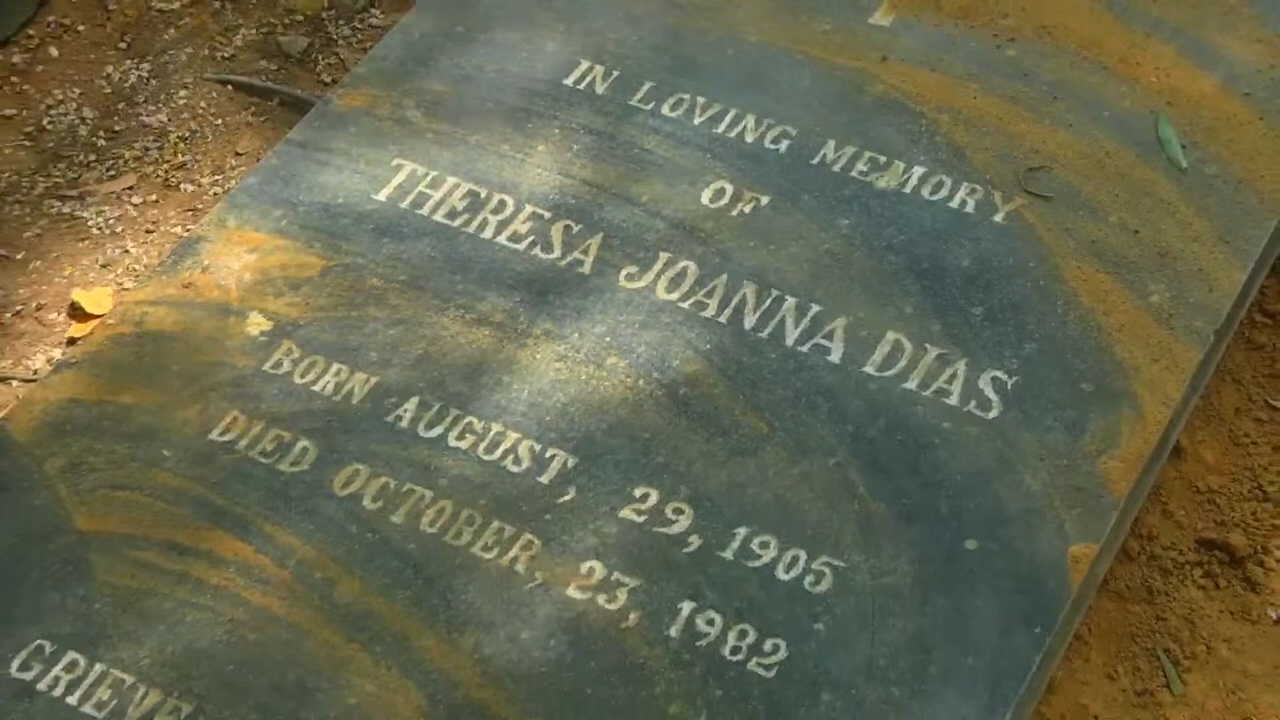 IN LOVING MEMORY
OF
THERESA JOANNA DIAS
BORN AUGUST, 29, 1905
DIED OCTOBER, 23, 1982